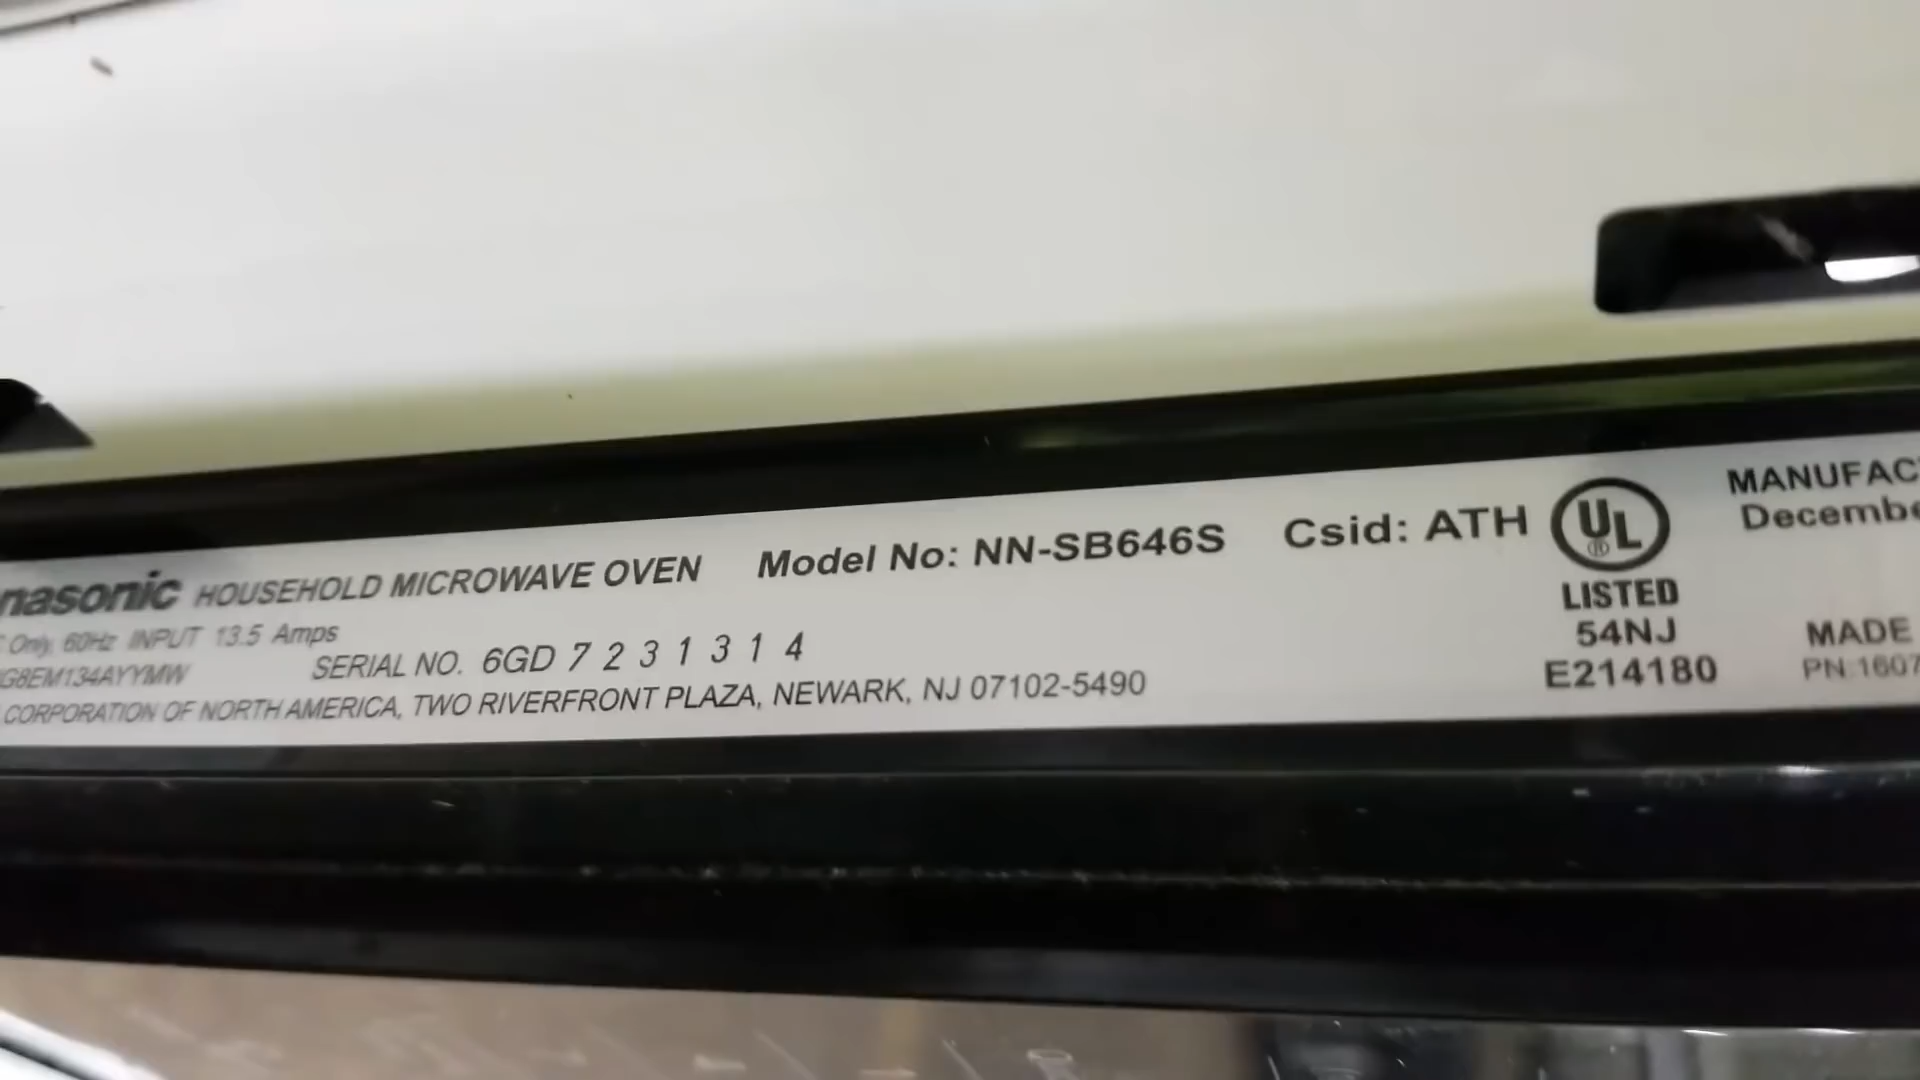 nasonic HOUSEHOLD MICROWAVE OVEN Model No: NN-SB646S Csid: ATH
C Only, 60Hz INPUT 13.5 Amps
G8EM134AYYMW SERIAL NO. 6GD 7 2 3 1 3 1 4
CORPORATION OF NORTH AMERICA, TWO RIVERFRONT PLAZA, NEWARK, NJ 07102-5490
UL
®
LISTED
54NJ
E214180
MANUFAC
Decembe
MADE
PN:1607